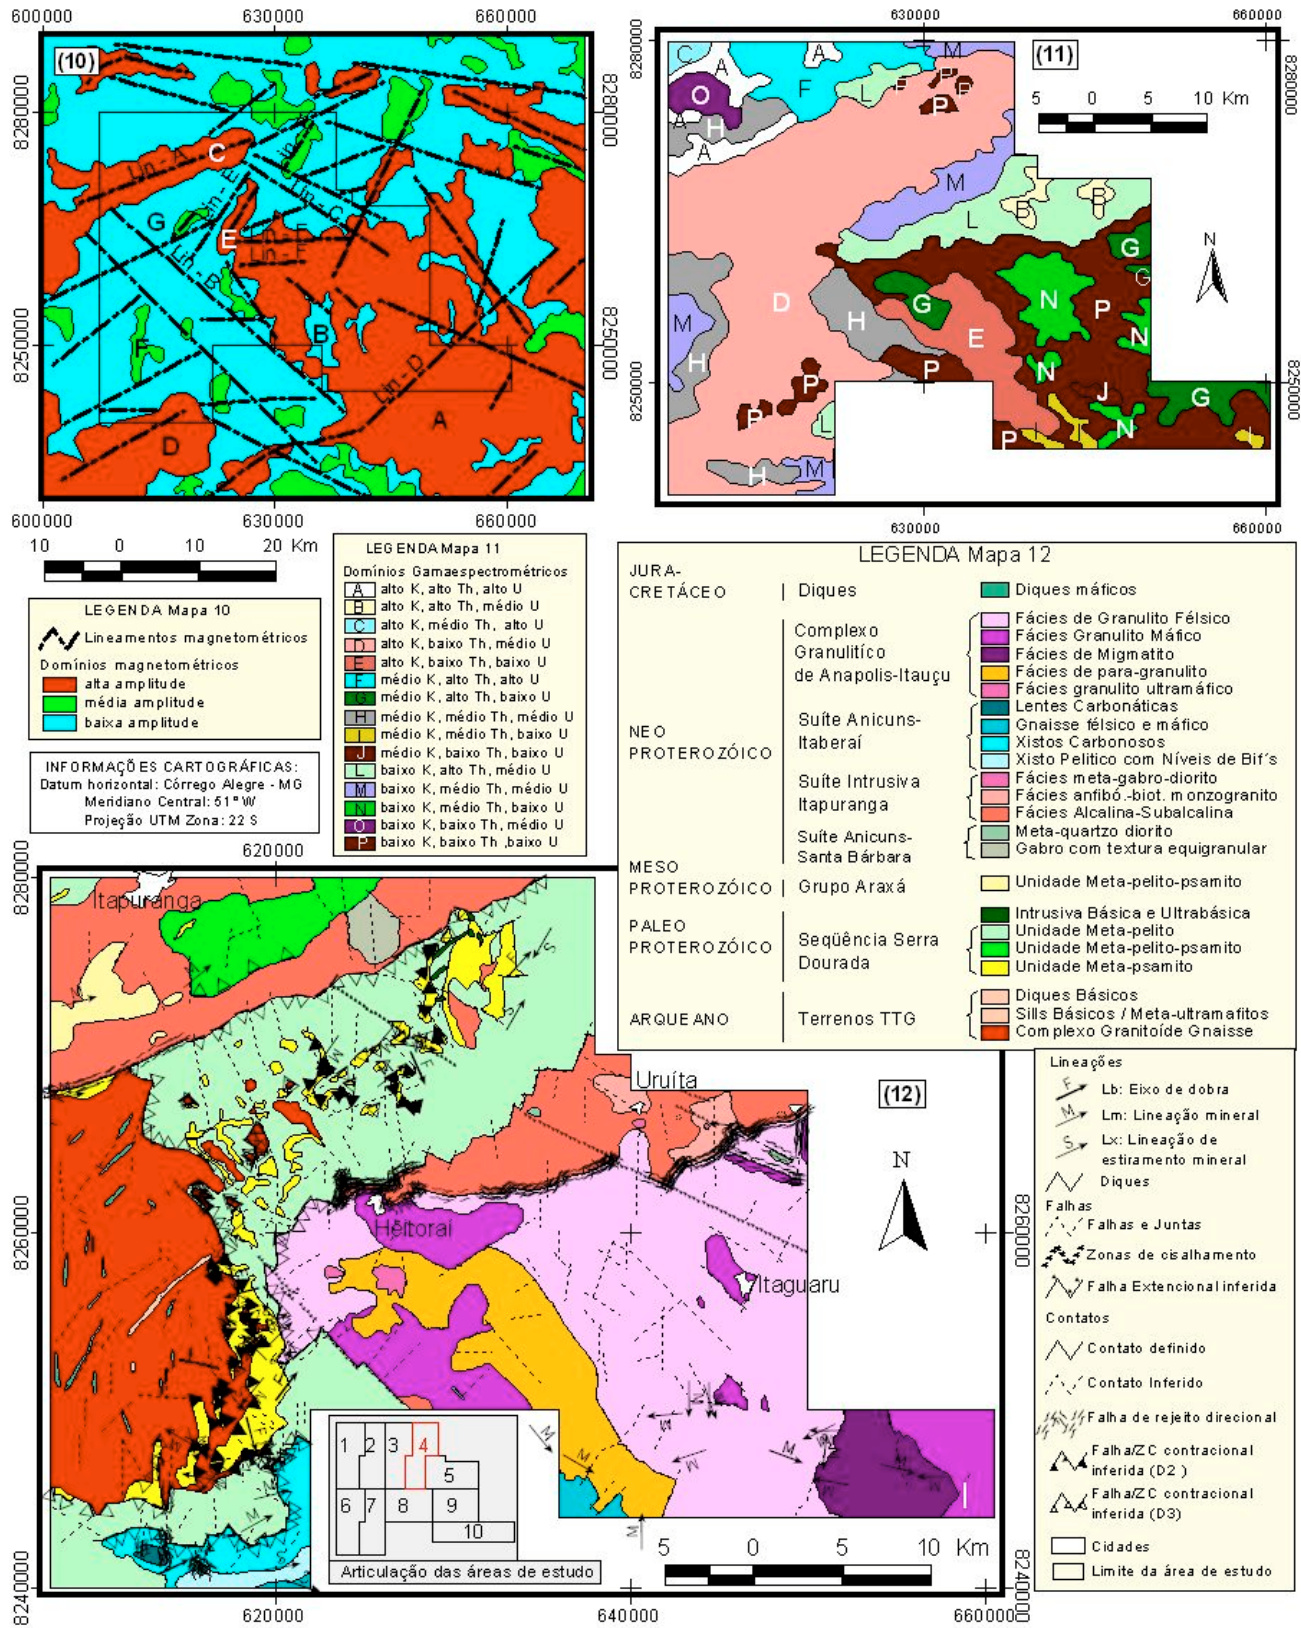 600000 630000 660000
(10)
8280000
8250000
C
Lin - A
Lin - C
G
E
Lin - E
Lin - F
Lin - B
B
F
Lin - D
A
D
600000 630000 660000
10 0 10 20 Km
630000 660000
(11)
8280000
8250000
5 0 5 10 Km
C A A M
O F L P P P
A H
A
M
B B
L
N
G
G
D G N P
M H E N
H P N J G
P
P L P I I N I
H M
630000 660000
LEGENDA Mapa 10
Lineamentos magnetométricos
Domínios magnetométricos
alta amplitude
média amplitude
baixa amplitude
INFORMAÇÕES CARTOGRÁFICAS:
Datum horizontal: Córrego Alegre - MG
Meridiano Central: 51° W
Projeção UTM Zona: 22 S
LEGENDA Mapa 11
Domínios Gamaespectrométricos
A alto K, alto Th, alto U
B alto K, alto Th, médio U
C alto K, médio Th, alto U
D alto K, baixo Th, médio U
E alto K, baixo Th, baixo U
F médio K, alto Th, alto U
G médio K, alto Th, baixo U
H médio K, médio Th, médio U
I médio K, médio Th, baixo U
J médio K, baixo Th, baixo U
L baixo K, alto Th, médio U
M baixo K, médio Th, médio U
N baixo K, médio Th, baixo U
O baixo K, baixo Th, médio U
P baixo K, baixo Th ,baixo U
LEGENDA Mapa 12
JURA-
CRETÁCEO
Diques
Diques máficos
NEO
PROTEROZÓICO
Complexo
Granulitíco
de Anapolis-Itauçu
Fácies de Granulito Félsico
Fácies Granulito Máfico
Fácies de Migmatito
Fácies de para-granulito
Fácies granulito ultramáfico
Suíte Anicuns-
Itaberaí
Lentes Carbonáticas
Gnaisse félsico e máfico
Xistos Carbonosos
Xisto Pelitico com Níveis de Bif´s
Suíte Intrusiva
Itapuranga
Fácies meta-gabro-diorito
Fácies anfibó.-biot. monzogranito
Fácies Alcalina-Subalcalina
Suíte Anicuns-
Santa Bárbara
Meta-quartzo diorito
Gabro com textura equigranular
MESO
PROTEROZÓICO
Grupo Araxá
Unidade Meta-pelito-psamito
PALEO
PROTEROZÓICO
Seqüência Serra
Dourada
Intrusiva Básica e Ultrabásica
Unidade Meta-pelito
Unidade Meta-pelito-psamito
Unidade Meta-psamito
ARQUEANO
Terrenos TTG
Diques Básicos
Sills Básicos / Meta-ultramafitos
Complexo Granitoíde Gnaisse
620000
8280000
Itapuranga
Uruíta
(12)
N
Heitoraí
Itaguaru
8260000
8260000
1 2 3 4
5
6 7 8 9
10
Articulação das áreas de estudo
5 0 5 10 Km
8240000
8240000
620000 640000 660000
Lineações
F Lb: Eixo de dobra
M Lm: Lineação mineral
S Lx: Lineação de
estiramento mineral
Diques
Falhas
Falhas e Juntas
Zonas de cisalhamento
Falha Extencional inferida
Contatos
Contato definido
Contato Inferido
Falha de rejeito direcional
Falha/ZC contracional
inferida (D2 )
Falha/ZC contracional
inferida (D3)
Cidades
Limite da área de estudo